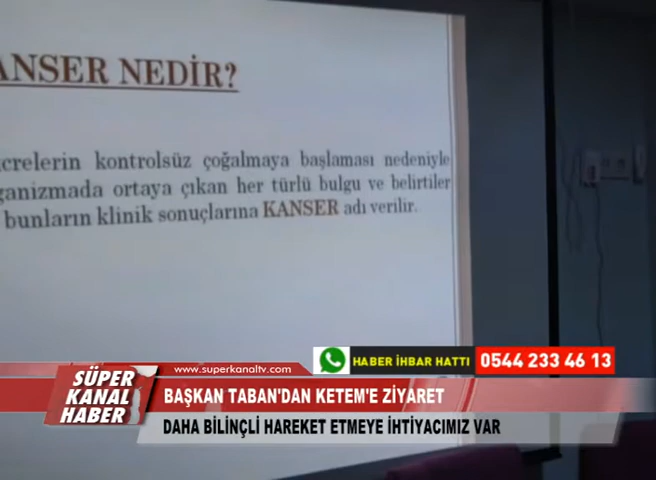 KANSER NEDİR?
crelerin kontrolsüz çoğalmaya başlaması nedeniyle
ganizmada ortaya çıkan her türlü bulgu ve belirtiler
bunların klinik sonuçlarına KANSER adı verilir.
HABER İHBAR HATTI 0544 233 46 13
www.superkanaltv.com
SÜPER
KANAL
HABER
BAŞKAN TABAN'DAN KETEM'E ZİYARET
DAHA BİLİNÇLİ HAREKET ETMEYE İHTİYACIMIZ VAR